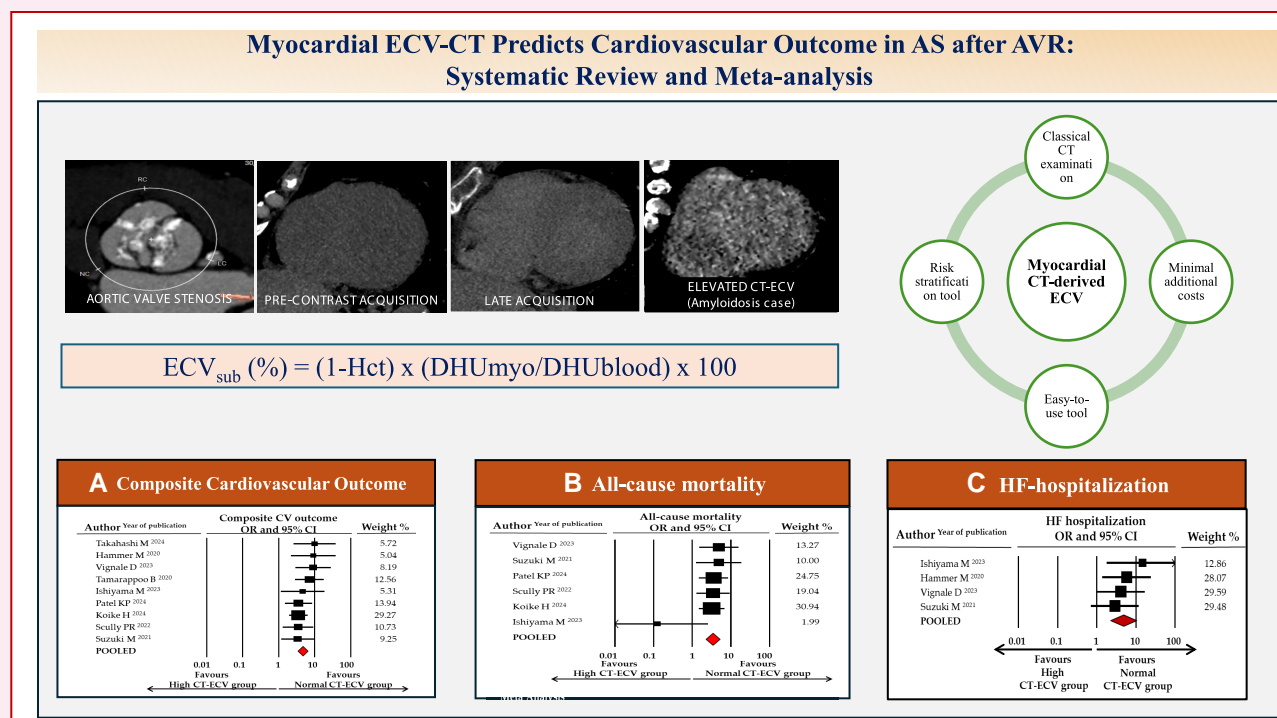 Myocardial ECV-CT Predicts Cardiovascular Outcome in AS after AVR:
Systematic Review and Meta-analysis
30
RC
NC
LC
AORTIC VALVE STENOSIS
PRE-CONTRAST ACQUISITION
LATE ACQUISITION
ELEVATED CT-ECV
(Amyloidosis case)
ECVsub (%) = (1-Hct) x (DHUmyo/DHUblood) x 100
Classical
CT
examinati
on
Risk
stratificati
on tool
Myocardial
CT-derived
ECV
Minimal
additional
costs
Easy-to-
use tool
A Composite Cardiovascular Outcome
Author Year of publication
Composite CV outcome
OR and 95% CI
Weight %
Takahashi M 2024 5.72
Hammer M 2020 5.04
Vignale D 2023 8.19
Tamarappoo B 2020 12.56
Ishiyama M 2023 5.31
Patel KP 2024 13.94
Koike H 2024 29.27
Scully PR 2022 10.73
Suzuki M 2021 9.25
POOLED
0.01 0.1 1 10 100
Favours Favours
High CT-ECV group Normal CT-ECV group
B All-cause mortality
Author Year of publication
All-cause mortality
OR and 95% CI
Weight %
Vignale D 2023 13.27
Suzuki M 2021 10.00
Patel KP 2024 24.75
Scully PR 2022 19.04
Koike H 2024 30.94
Ishiyama M 2023 1.99
POOLED
0.01 0.1 1 10 100
Favours Favours
High CT-ECV group Normal CT-ECV group
Meta Analysis
C HF-hospitalization
Author Year of publication
HF hospitalization
OR and 95% CI
Weight %
Ishiyama M 2023 12.86
Hammer M 2020 28.07
Vignale D 2023 29.59
Suzuki M 2021 29.48
POOLED
0.01 0.1 1 10 100
Favours Favours
High Normal
CT-ECV group CT-ECV group